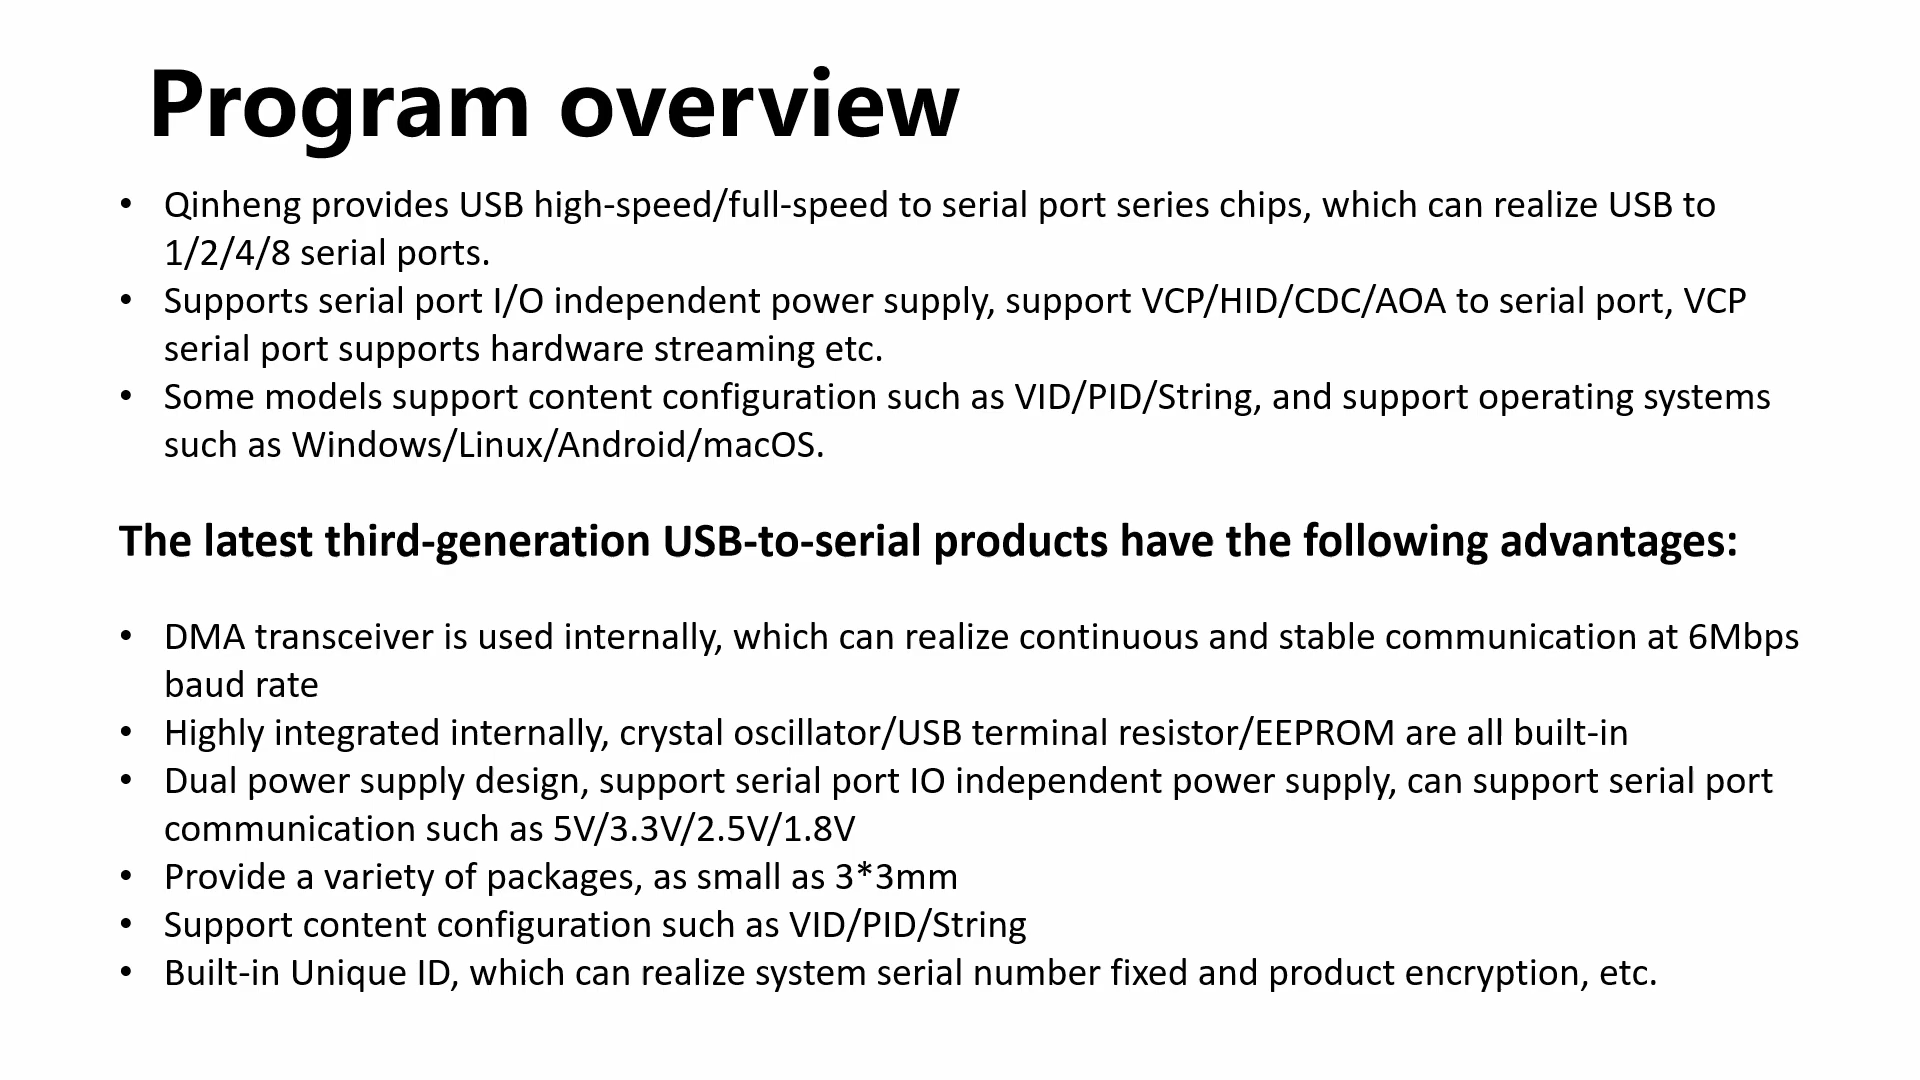 Program overview
• Qinheng provides USB high-speed/full-speed to serial port series chips, which can realize USB to
1/2/4/8 serial ports.
• Supports serial port I/O independent power supply, support VCP/HID/CDC/AOA to serial port, VCP
serial port supports hardware streaming etc.
• Some models support content configuration such as VID/PID/String, and support operating systems
such as Windows/Linux/Android/macOS.
The latest third-generation USB-to-serial products have the following advantages:
• DMA transceiver is used internally, which can realize continuous and stable communication at 6Mbps
baud rate
• Highly integrated internally, crystal oscillator/USB terminal resistor/EEPROM are all built-in
• Dual power supply design, support serial port IO independent power supply, can support serial port
communication such as 5V/3.3V/2.5V/1.8V
• Provide a variety of packages, as small as 3*3mm
• Support content configuration such as VID/PID/String
• Built-in Unique ID, which can realize system serial number fixed and product encryption, etc.